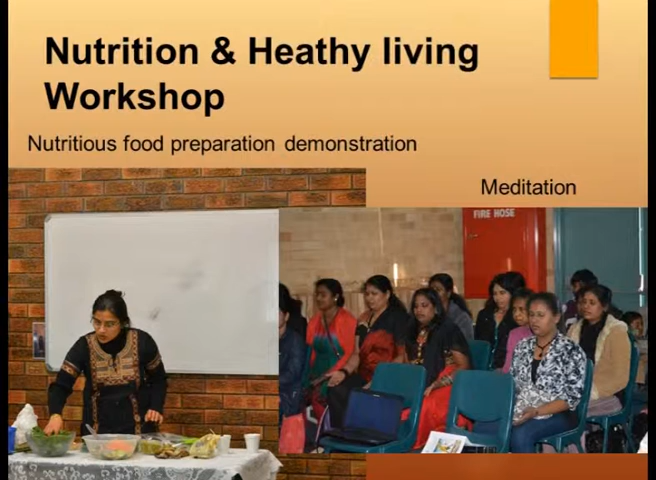 Nutrition & Heathy living
Workshop
Nutritious food preparation demonstration
Meditation
FIRE HOSE